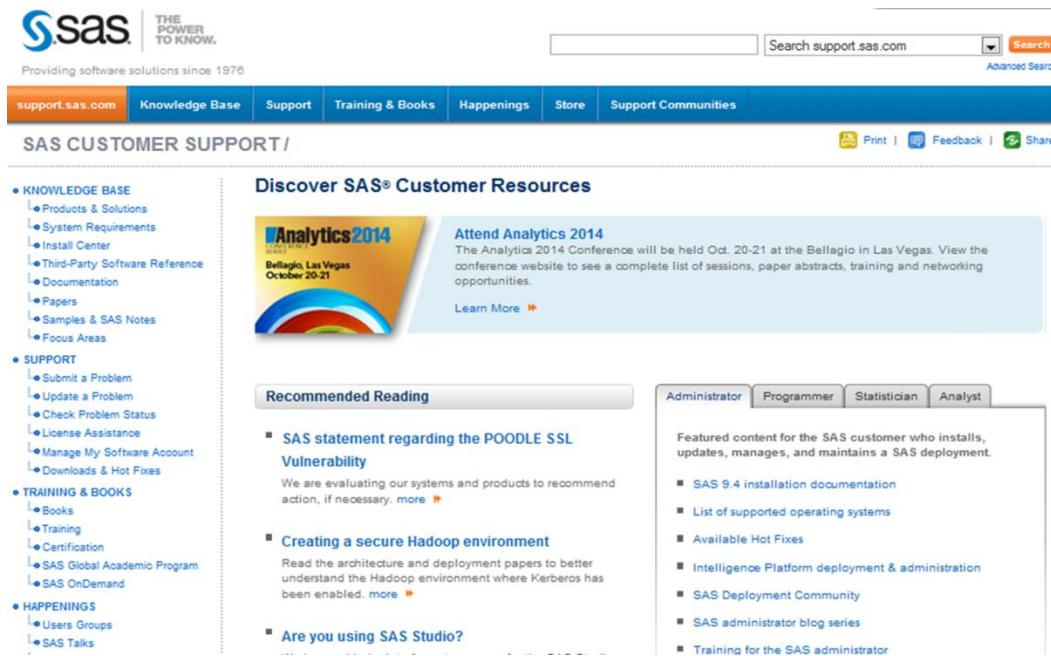 sas
THE
POWER
TO KNOW.
Providing software solutions since 1976
Search support.sas.com
Search
Advanced Searc
support.sas.com
Knowledge Base
Support
Training & Books
Happenings
Store
Support Communities
SAS CUSTOMER SUPPORT /
Print |
Feedback |
Share
KNOWLEDGE BASE
Products & Solutions
System Requirements
Install Center
Third-Party Software Reference
Documentation
Papers
Samples & SAS Notes
Focus Areas
SUPPORT
Submit a Problem
Update a Problem
Check Problem Status
License Assistance
Manage My Software Account
Downloads & Hot Fixes
TRAINING & BOOKS
Books
Training
Certification
SAS Global Academic Program
SAS OnDemand
HAPPENINGS
Users Groups
SAS Talks
Discover SAS® Customer Resources
Analytics2014
CONFERENCE
SERIES
Bellagio, Las Vegas
October 20-21
Attend Analytics 2014
The Analytics 2014 Conference will be held Oct. 20-21 at the Bellagio in Las Vegas. View the
conference website to see a complete list of sessions, paper abstracts, training and networking
opportunities.
Learn More
Recommended Reading
SAS statement regarding the POODLE SSL
Vulnerability
We are evaluating our systems and products to recommend
action, if necessary. more
Creating a secure Hadoop environment
Read the architecture and deployment papers to better
understand the Hadoop environment where Kerberos has
been enabled. more
Are you using SAS Studio?
Administrator
Programmer
Statistician
Analyst
Featured content for the SAS customer who installs,
updates, manages, and maintains a SAS deployment.
SAS 9.4 installation documentation
List of supported operating systems
Available Hot Fixes
Intelligence Platform deployment & administration
SAS Deployment Community
SAS administrator blog series
Training for the SAS administrator